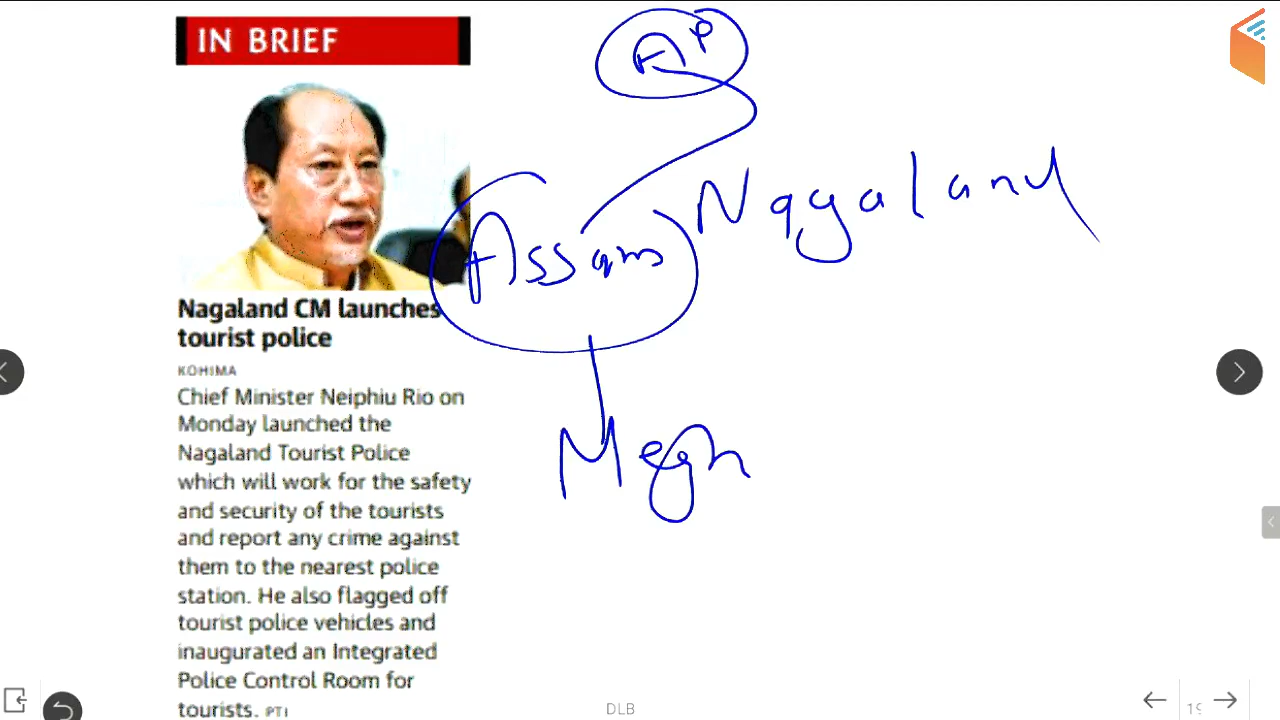 IN BRIEF
Nagaland CM launches
tourist police
KOHIMA
Chief Minister Neiphiu Rio on
Monday launched the
Nagaland Tourist Police
which will work for the safety
and security of the tourists
and report any crime against
them to the nearest police
station. He also flagged off
tourist police vehicles and
inaugurated an Integrated
Police Control Room for
tourists. PTI
AP
Assam
Nagaland
Megh
DLB
19